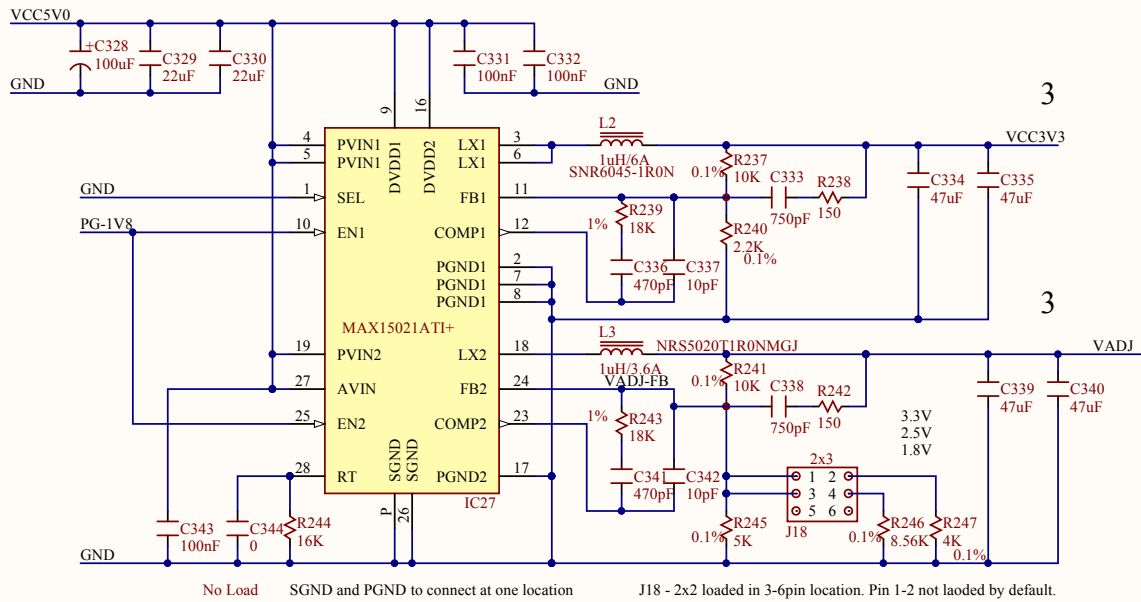 VCC5V0
+C328
100uF
C329
22uF
C330
22uF
GND
C331
100nF
C332
100nF
GND
3
9
16
DVDD1
DVDD2
4
PVIN1
5
PVIN1
GND
1
SEL
PG-1V8
10
EN1
MAX15021ATI+
19
PVIN2
27
AVIN
25
EN2
28
RT
SGND
SGND
P
26
IC27
LX1
3
LX1
6
FB1
11
COMP1
12
PGND1
2
PGND1
7
PGND1
8
LX2
18
FB2
24
COMP2
23
PGND2
17
L2
1uH/6A
SNR6045-1R0N
VCC3V3
R237
10K
0.1%
C333
750pF
R238
150
C334
47uF
C335
47uF
R239
18K
1%
R240
2.2K
0.1%
C336
470pF
C337
10pF
3
L3
NRS5020T1R0NMGJ
1uH/3.6A
VADJ
VADJ-FB
R241
10K
0.1%
C338
750pF
R242
150
C339
47uF
C340
47uF
R243
18K
1%
3.3V
2.5V
1.8V
C341
470pF
C342
10pF
2x3
1 2
3 4
5 6
J18
R245
5K
0.1%
R246
8.56K
0.1%
R247
4K
0.1%
C343
100nF
C344
0
R244
16K
GND
No Load
SGND and PGND to connect at one location
J18 - 2x2 loaded in 3-6pin location. Pin 1-2 not laoded by default.